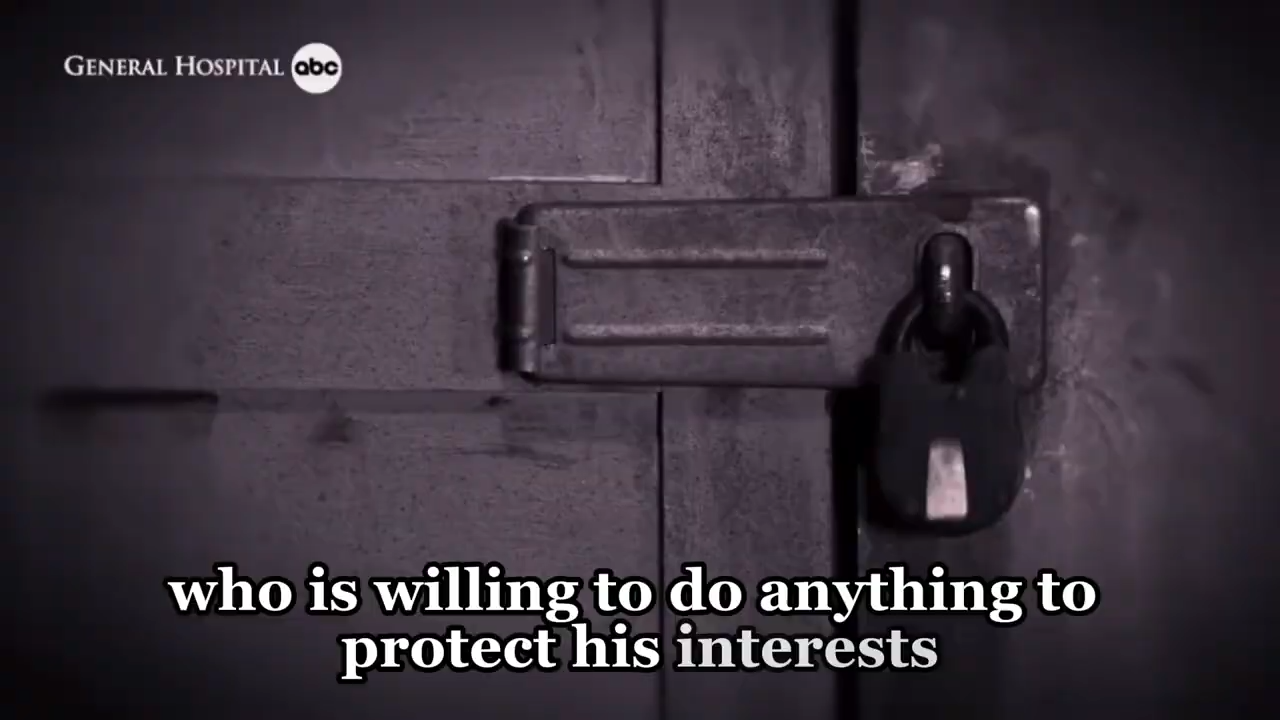 GENERAL HOSPITAL abc
who is willing to do anything to
protect his interests